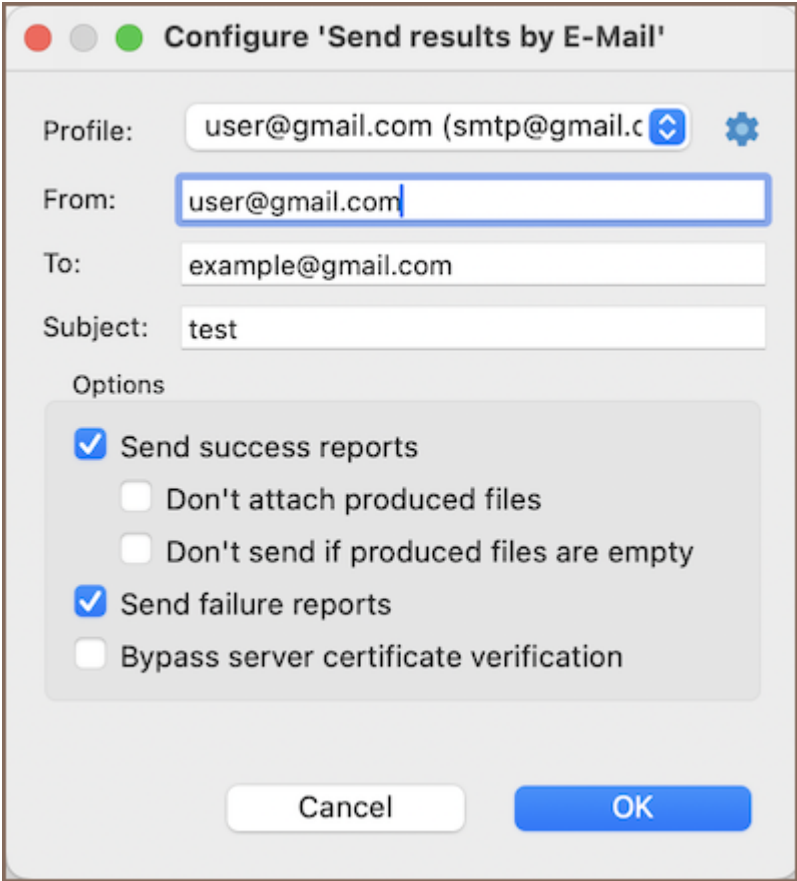 Configure 'Send results by E-Mail'
Profile: user@gmail.com (smtp@gmail.c
From: user@gmail.com
To: example@gmail.com
Subject: test
Options
Send success reports
Don't attach produced files
Don't send if produced files are empty
Send failure reports
Bypass server certificate verification
Cancel OK